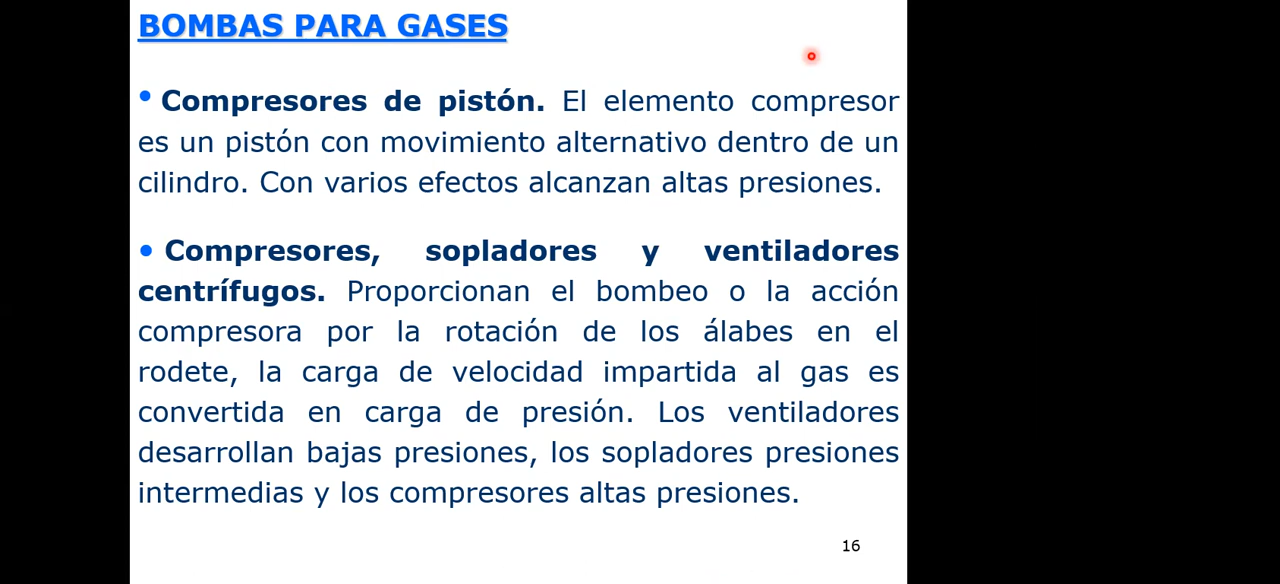 BOMBAS PARA GASES
• Compresores de pistón. El elemento compresor
es un pistón con movimiento alternativo dentro de un
cilindro. Con varios efectos alcanzan altas presiones.
• Compresores, sopladores y ventiladores
centrífugos. Proporcionan el bombeo o la acción
compresora por la rotación de los álabes en el
rodete, la carga de velocidad impartida al gas es
convertida en carga de presión. Los ventiladores
desarrollan bajas presiones, los sopladores presiones
intermedias y los compresores altas presiones.
16